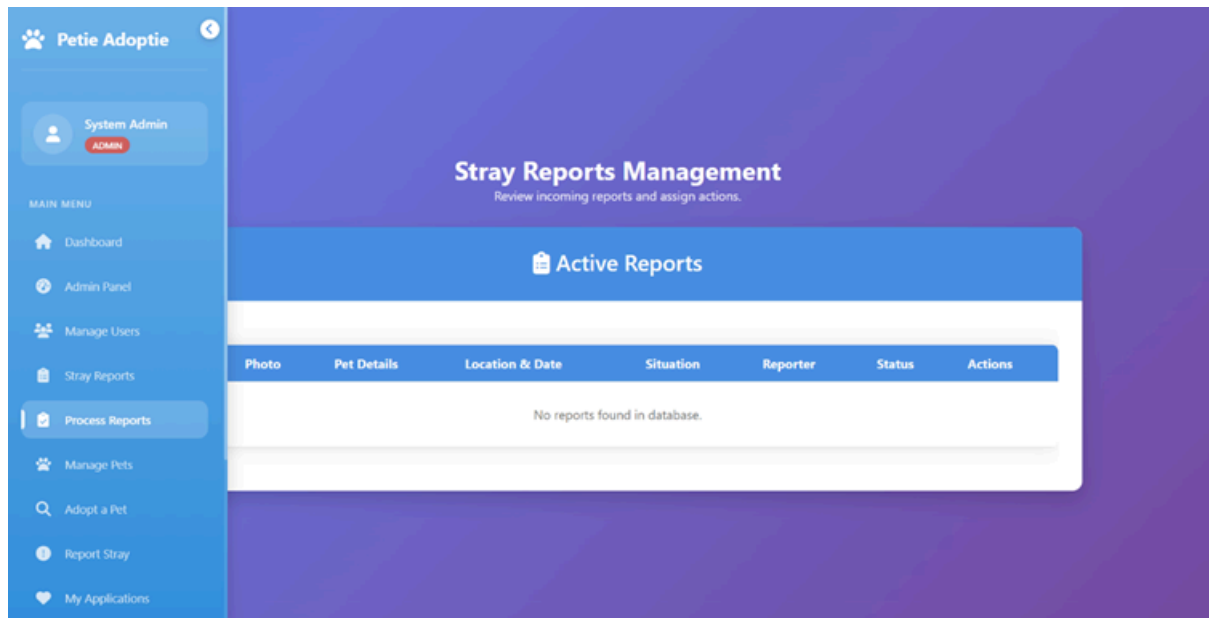 Petie Adoptie
System Admin
ADMIN
MAIN MENU
Dashboard
Admin Panel
Manage Users
Stray Reports
Process Reports
Manage Pets
Adopt a Pet
Report Stray
My Applications
Stray Reports Management
Review incoming reports and assign actions.
Active Reports
Photo Pet Details Location & Date Situation Reporter Status Actions
No reports found in database.